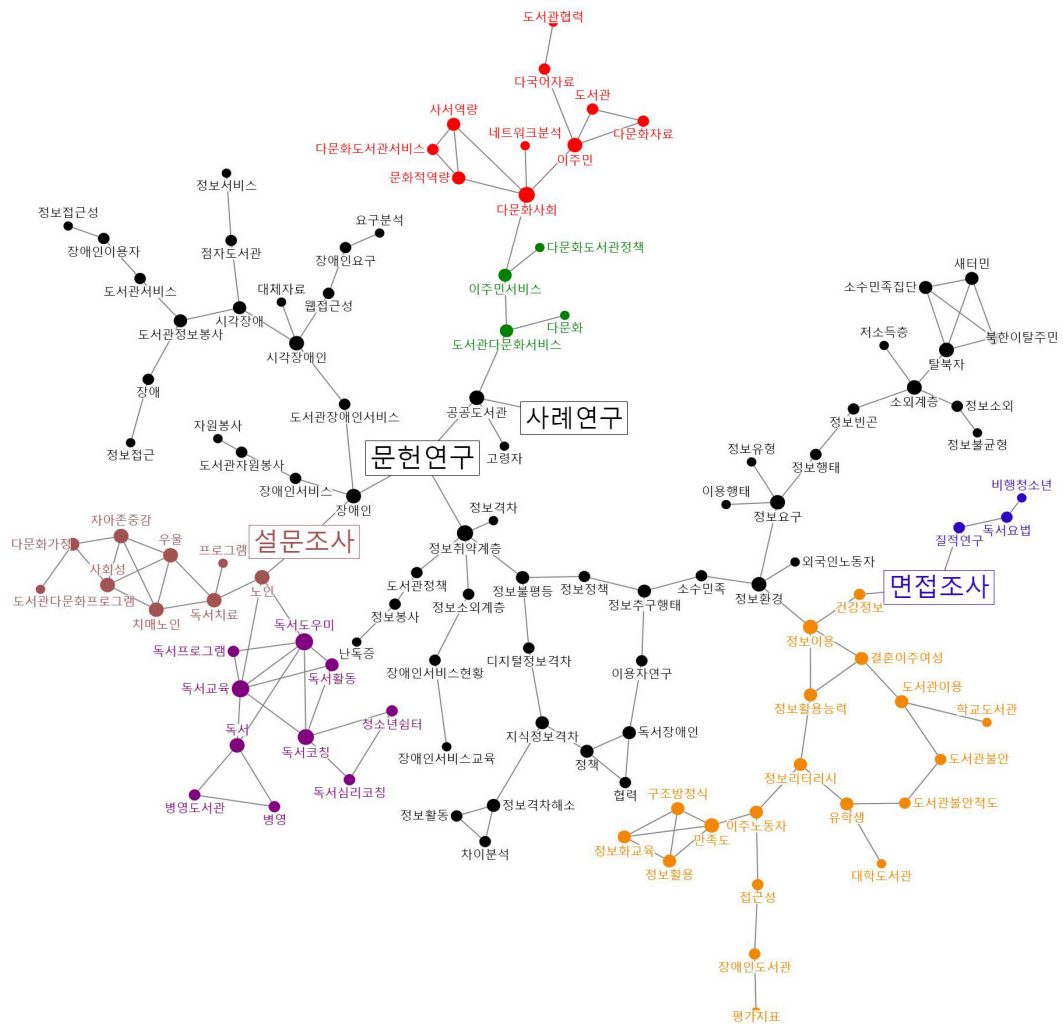 도서관협력
다국어자료
도서관
사서역량
네트워크분석
다문화자료
다문화도서관서비스
이주민
문화적역량
정보서비스
다문화사회
정보접근성
요구분석
장애인이용자
점자도서관
장애인요구
다문화도서관정책
새터민
도서관서비스
대체자료
이주민서비스
소수민족집단
웹접근성
시각장애
다문화
저소득층
북한이탈주민
도서관정보봉사
도서관다문화서비스
시각장애인
탈북자
장애
소외계층
공공도서관
사례연구
정보소외
도서관장애인서비스
정보빈곤
자원봉사
문헌연구
고령자
정보불균형
정보접근
정보유형
도서관자원봉사
정보행태
장애인서비스
이용행태
비행청소년
장애인
정보격차
정보요구
자아존중감
독서요법
우울
프로그램
설문조사
질적연구
다문화가정
정보취약계층
사회성
노인
도서관정책
외국인노동자
도서관다문화프로그램
독서치료
정보불평등
정보정책
소수민족
정보환경
면접조사
치매노인
정보소외계층
정보추구행태
건강정보
정보봉사
독서도우미
정보이용
독서프로그램
난독증
디지털정보격차
결혼이주여성
독서활동
장애인서비스현황
이용자연구
독서교육
도서관이용
청소년쉼터
정보활용능력
학교도서관
독서
지식정보격차
독서장애인
독서코칭
장애인서비스교육
정책
도서관불안
독서심리코칭
정보리터러시
협력
병영도서관
정보격차해소
구조방정식
도서관불안척도
병영
정보활동
이주노동자
유학생
만족도
차이분석
정보화교육
정보활용
대학도서관
접근성
장애인도서관
평가지표